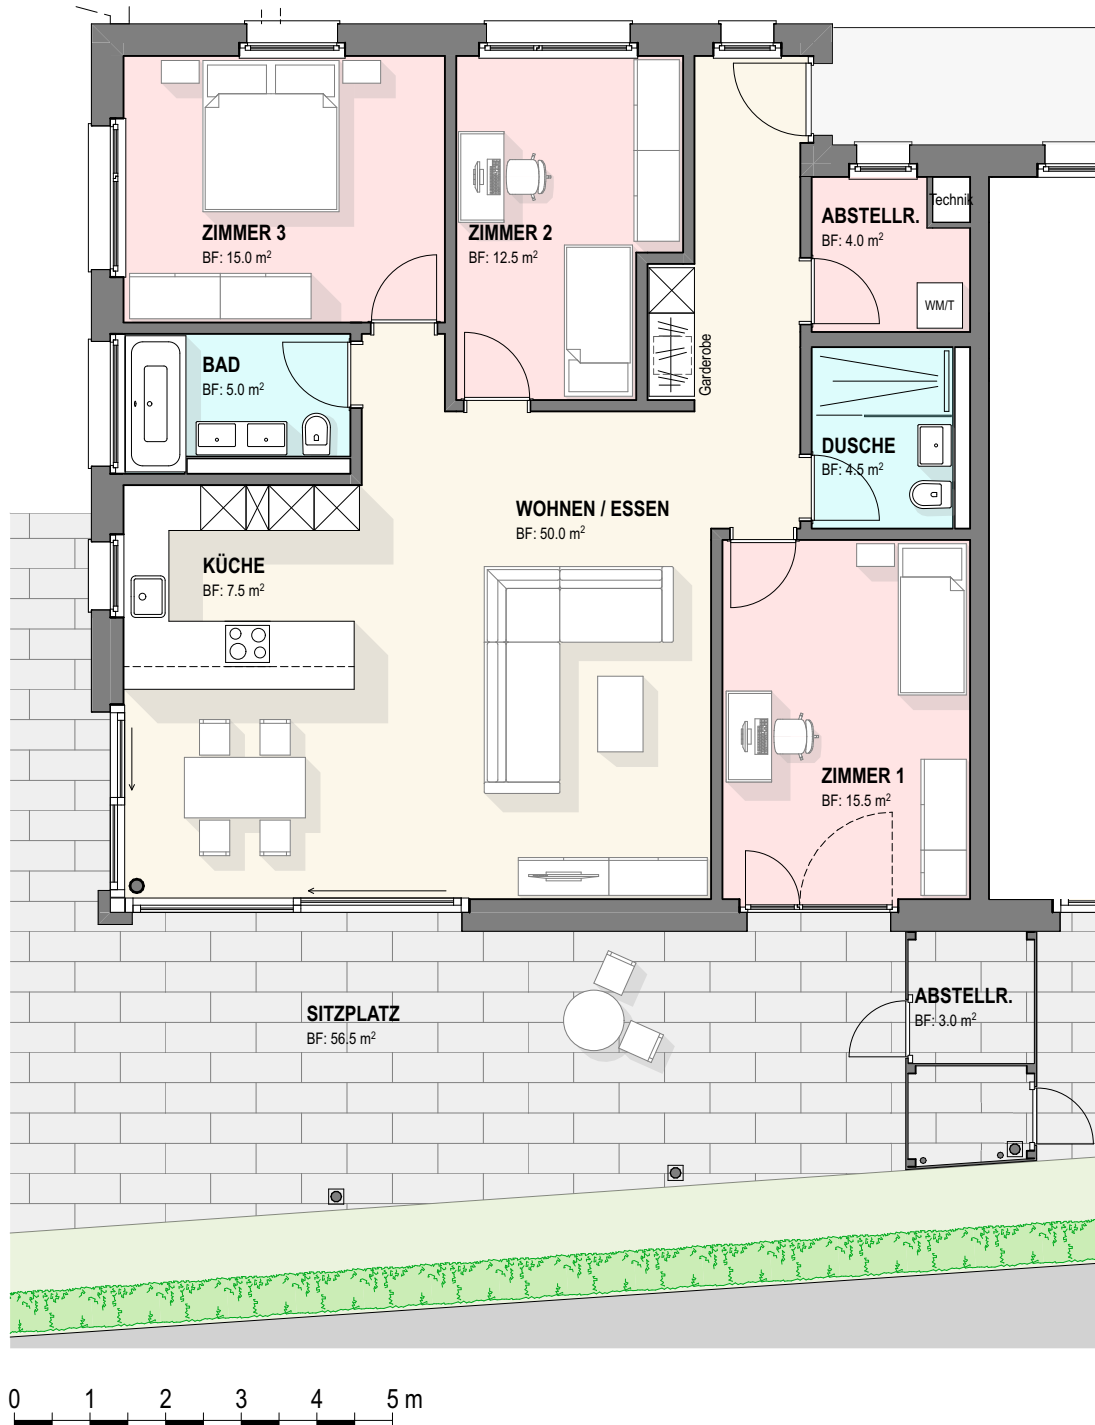 ZIMMER 3
BF: 15.0 m²
ZIMMER 2
BF: 12.5 m²
ABSTELLR.
BF: 4.0 m²
Technik
WM/T
Garderobe
BAD
BF: 5.0 m²
DUSCHE
BF: 4.5 m²
WOHNEN / ESSEN
BF: 50.0 m²
KÜCHE
BF: 7.5 m²
ZIMMER 1
BF: 15.5 m²
SITZPLATZ
BF: 56.5 m²
ABSTELLR.
BF: 3.0 m²
0 1 2 3 4 5 m